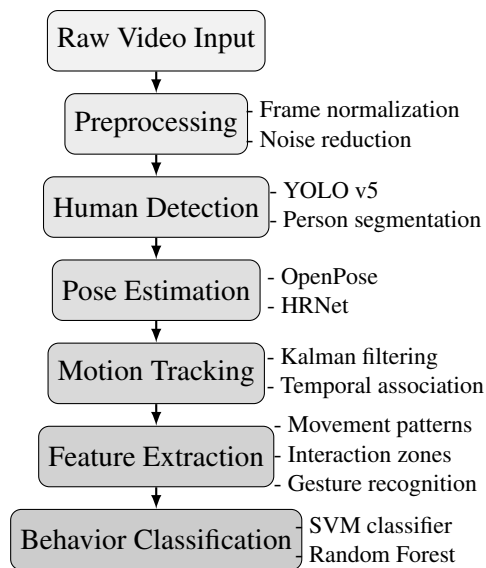 Raw Video Input
Preprocessing
- Frame normalization
- Noise reduction
Human Detection
- YOLO v5
- Person segmentation
Pose Estimation
- OpenPose
- HRNet
Motion Tracking
- Kalman filtering
- Temporal association
Feature Extraction
- Movement patterns
- Interaction zones
- Gesture recognition
Behavior Classification
- SVM classifier
- Random Forest